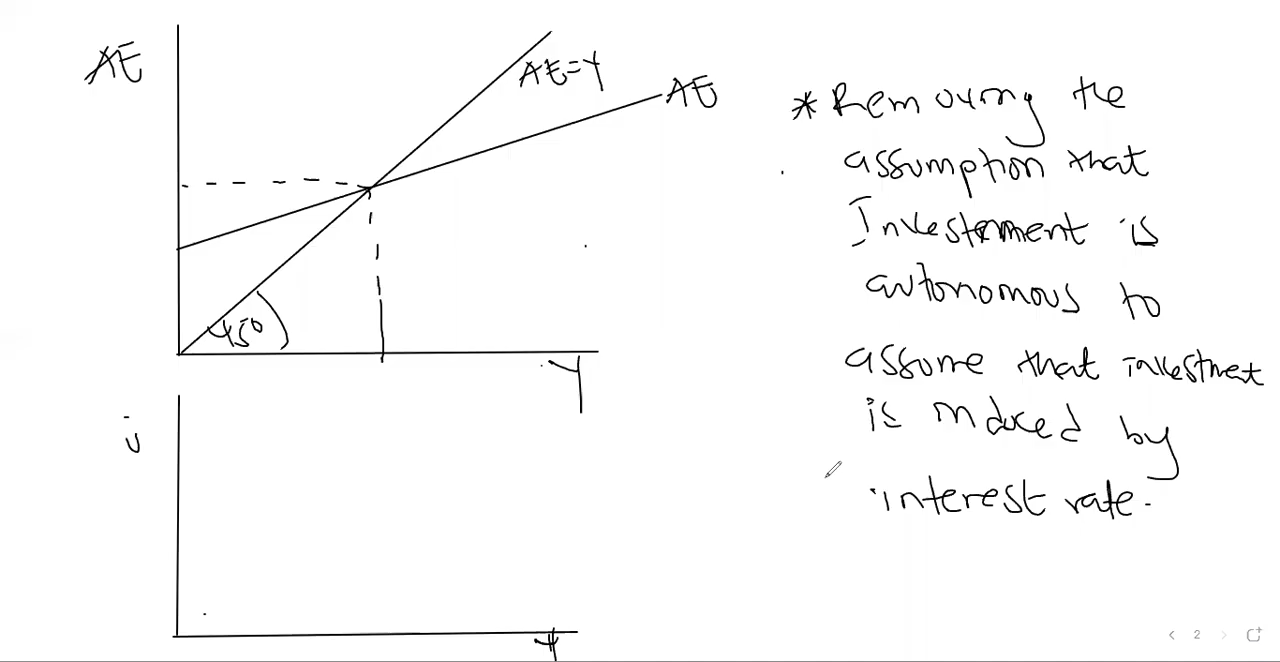 AE
AE=Y
AE
45°
Y
i
Y
* Removing the
assumption that
Investement is
autonomous to
assume that investment
is induced by
interest rate.
2